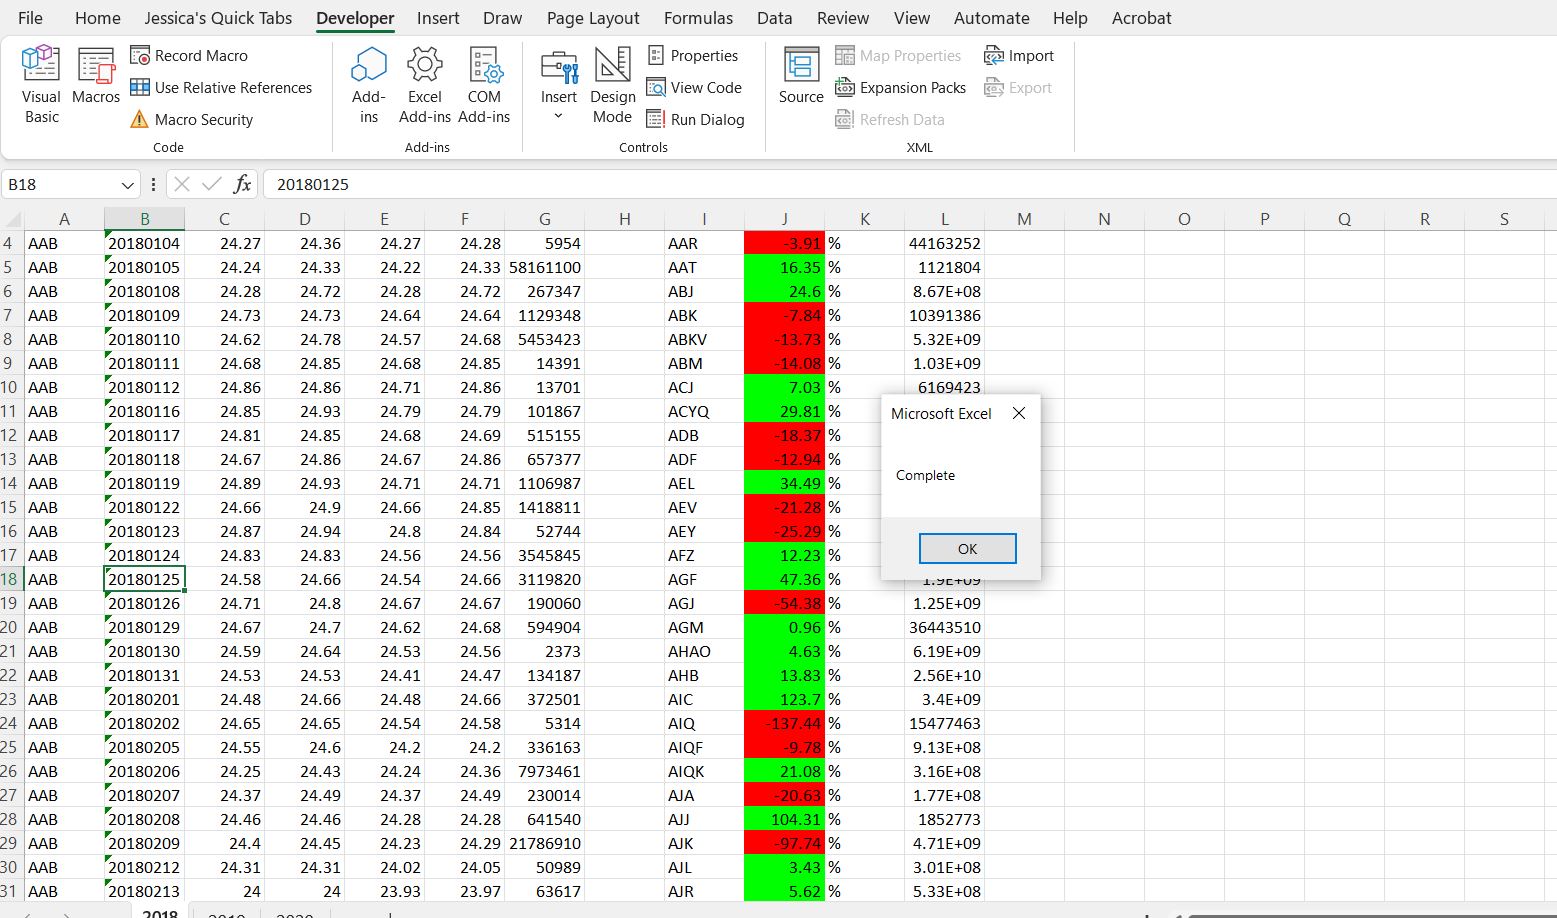 File Home Jessica's Quick Tabs Developer Insert Draw Page Layout Formulas Data Review View Automate Help Acrobat
Visual Basic
Macros
Record Macro
Use Relative References
Macro Security
Code
Add-ins
Excel Add-ins
COM Add-ins
Add-ins
Insert
Design Mode
Properties
View Code
Run Dialog
Controls
Source
Map Properties
Expansion Packs
Refresh Data
Import
Export
XML
B18 fx 20180125
A B C D E F G H I J K L M N O P Q R S
4 AAB 20180104 24.27 24.36 24.27 24.28 5954 AAR -3.91 % 44163252
5 AAB 20180105 24.24 24.33 24.22 24.33 58161100 AAT 16.35 % 1121804
6 AAB 20180108 24.28 24.72 24.28 24.72 267347 ABJ 24.6 % 8.67E+08
7 AAB 20180109 24.73 24.73 24.64 24.64 1129348 ABK -7.84 % 10391386
8 AAB 20180110 24.62 24.78 24.57 24.68 5453423 ABKV -13.73 % 5.32E+09
9 AAB 20180111 24.68 24.85 24.68 24.85 14391 ABM -14.08 % 1.03E+09
10 AAB 20180112 24.86 24.86 24.71 24.86 13701 ACJ 7.03 % 6169423
11 AAB 20180116 24.85 24.93 24.79 24.79 101867 ACYQ 29.81 %
12 AAB 20180117 24.81 24.85 24.68 24.69 515155 ADB -18.37 %
13 AAB 20180118 24.67 24.86 24.67 24.86 657377 ADF -12.94 %
14 AAB 20180119 24.89 24.93 24.71 24.71 1106987 AEL 34.49 %
15 AAB 20180122 24.66 24.9 24.66 24.85 1418811 AEV -21.28 %
16 AAB 20180123 24.87 24.94 24.8 24.84 52744 AEY -25.29 %
17 AAB 20180124 24.83 24.83 24.56 24.56 3545845 AFZ 12.23 %
18 AAB 20180125 24.58 24.66 24.54 24.66 3119820 AGF 47.36 % 1.9E+09
19 AAB 20180126 24.71 24.8 24.67 24.67 190060 AGJ -54.38 % 1.25E+09
20 AAB 20180129 24.67 24.7 24.62 24.68 594904 AGM 0.96 % 36443510
21 AAB 20180130 24.59 24.64 24.53 24.56 2373 AHAO 4.63 % 6.19E+09
22 AAB 20180131 24.53 24.53 24.41 24.47 134187 AHB 13.83 % 2.56E+10
23 AAB 20180201 24.48 24.66 24.48 24.66 372501 AIC 123.7 % 3.4E+09
24 AAB 20180202 24.65 24.65 24.54 24.58 5314 AIQ -137.44 % 15477463
25 AAB 20180205 24.55 24.6 24.2 24.2 336163 AIQF -9.78 % 9.13E+08
26 AAB 20180206 24.25 24.43 24.24 24.36 7973461 AIQK 21.08 % 3.16E+08
27 AAB 20180207 24.37 24.49 24.37 24.49 230014 AJA -20.63 % 1.77E+08
28 AAB 20180208 24.46 24.46 24.28 24.28 641540 AJJ 104.31 % 1852773
29 AAB 20180209 24.4 24.45 24.23 24.29 21786910 AJK -97.74 % 4.71E+09
30 AAB 20180212 24.31 24.31 24.02 24.05 50989 AJL 3.43 % 3.01E+08
31 AAB 20180213 24 24 23.93 23.97 63617 AJR 5.62 % 5.33E+08
Microsoft Excel
Complete
OK
2018 2019 2020